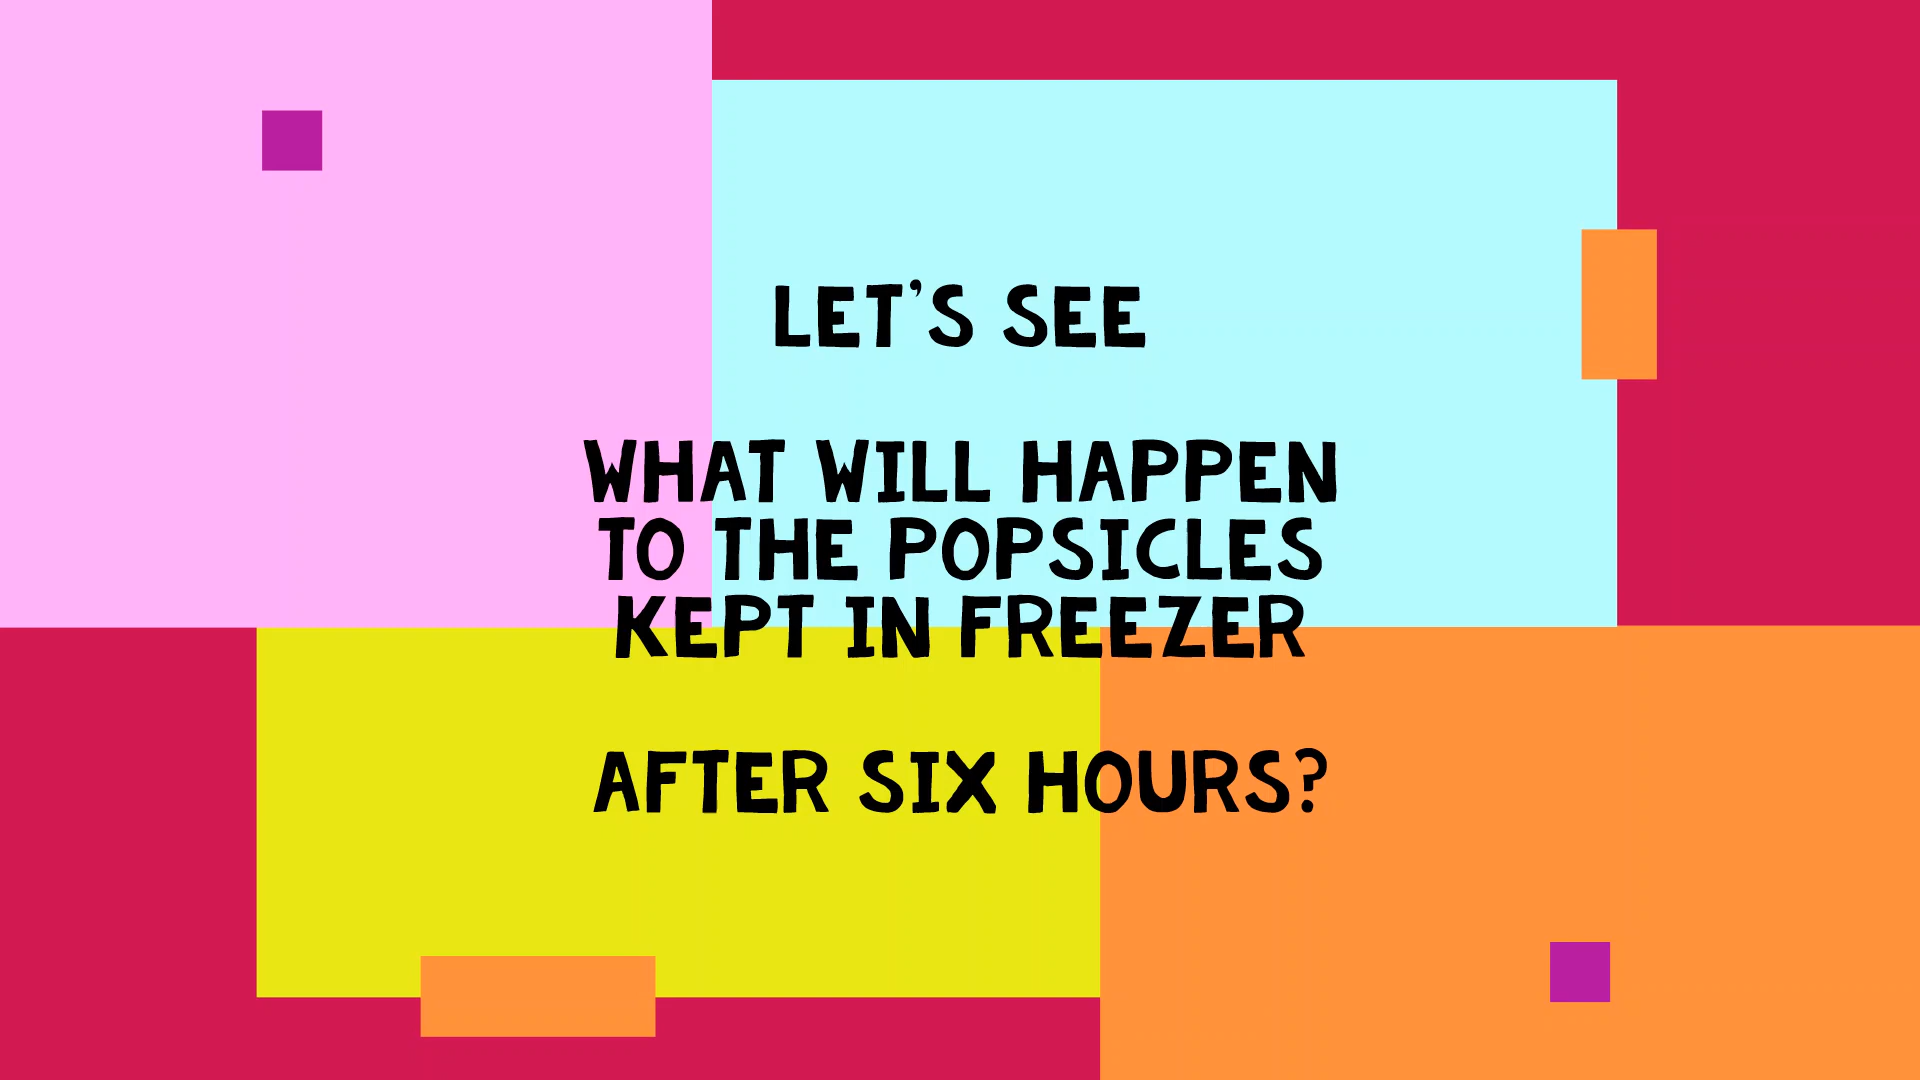 LET'S SEE
WHAT WILL HAPPEN
TO THE POPSICLES
KEPT IN FREEZER
AFTER SIX HOURS?